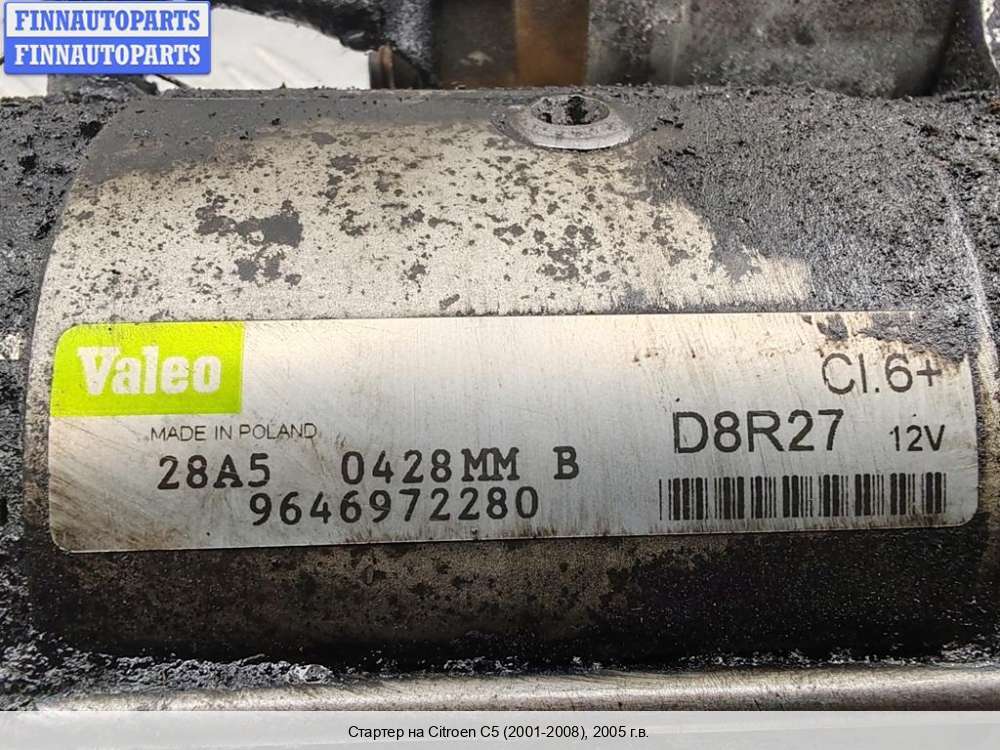 FINNAUTOPARTS
FINNAUTOPARTS
Valeo
Cl.6+
MADE IN POLAND
D8R27 12V
28A5 0428MM B
9646972280
Стартер на Citroen C5 (2001-2008), 2005 г.в.